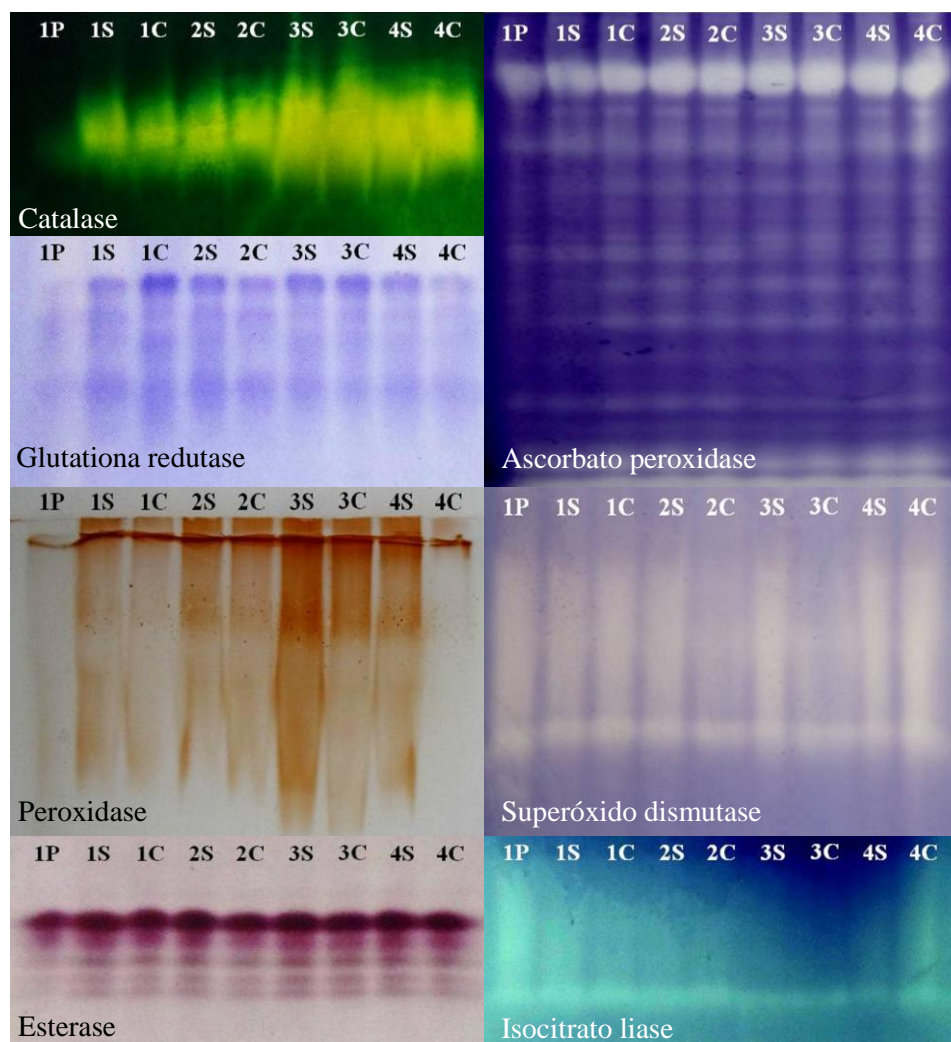 1P 1S 1C 2S 2C 3S 3C 4S 4C
Catalase
1P 1S 1C 2S 2C 3S 3C 4S 4C
Glutationa redutase
1P 1S 1C 2S 2C 3S 3C 4S 4C
Ascorbato peroxidase
1P 1S 1C 2S 2C 3S 3C 4S 4C
Peroxidase
1P 1S 1C 2S 2C 3S 3C 4S 4C
Superóxido dismutase
1P 1S 1C 2S 2C 3S 3C 4S 4C
Esterase
1P 1S 1C 2S 2C 3S 3C 4S 4C
Isocitrato liase